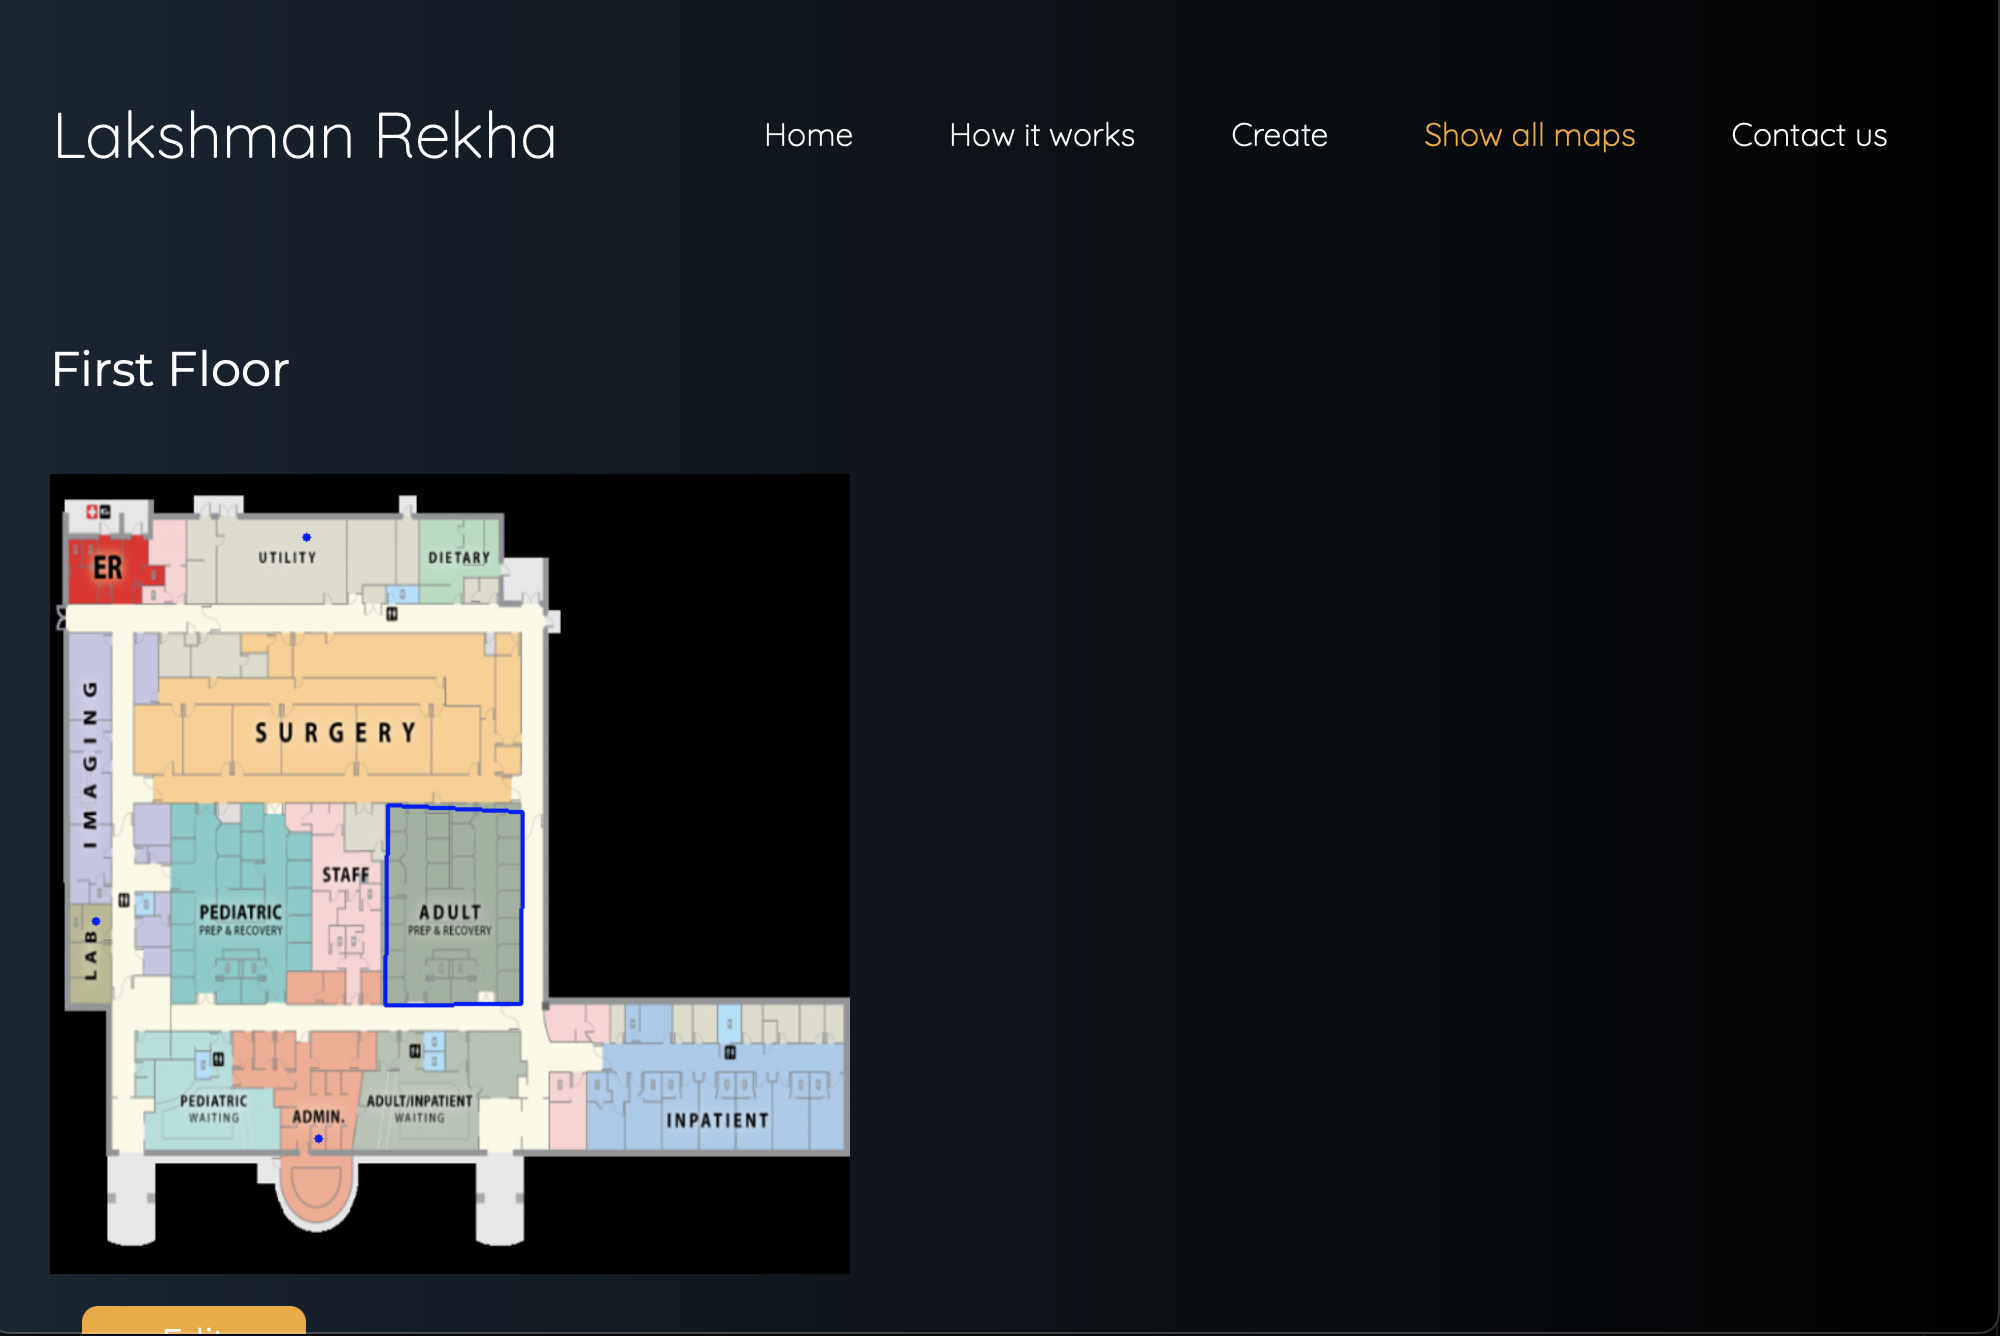 Lakshman Rekha
Home
How it works
Create
Show all maps
Contact us
First Floor
ER
UTILITY
DIETARY
IMAGING
SURGERY
STAFF
PEDIATRIC
PREP & RECOVERY
ADULT
PREP & RECOVERY
LAB
PEDIATRIC
WAITING
ADMIN.
ADULT/INPATIENT
WAITING
INPATIENT
Edit